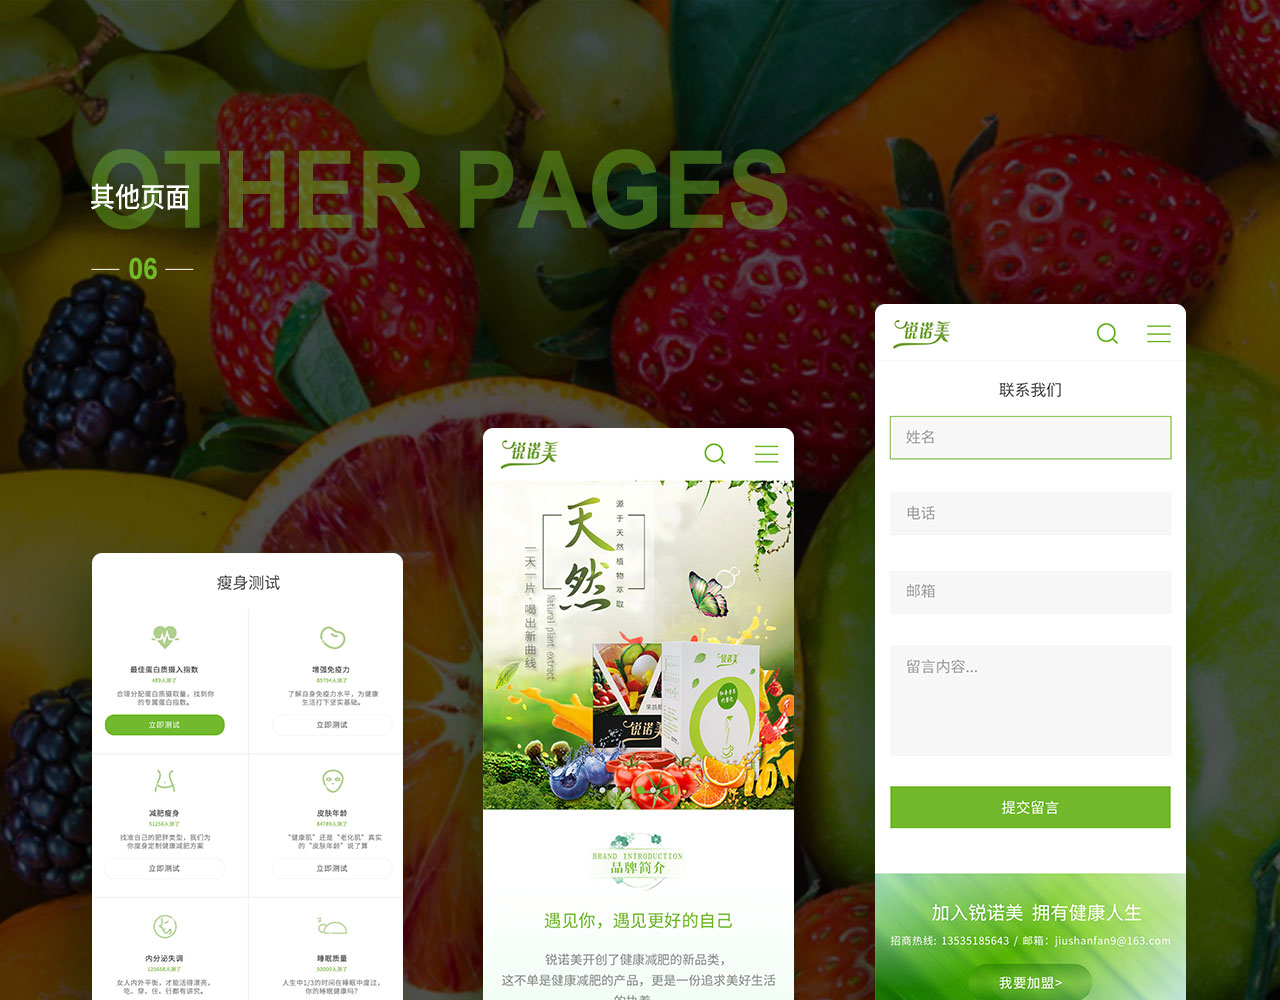 OTHER PAGES
其他页面
06
瘦身测试
最佳蛋白质摄入指数
489人测了
合理分配蛋白质摄取量，找到你
的专属蛋白指数。
立即测试
增强免疫力
85794人测了
了解自身免疫力水平，为健康
生活打下坚实基础。
立即测试
减肥瘦身
51256人测了
找准自己的肥胖类型，我们为
你度身定制健康减肥方案
立即测试
皮肤年龄
84789人测了
“健康肌”还是“老化肌”真实
的“皮肤年龄”说了算
立即测试
内分泌失调
125658人测了
女人内外平衡，才能活得漂亮，
吃、穿、住、行都有讲究。
睡眠质量
50000人测了
人生中1/3的时间在睡眠中度过，
你的睡眠健康吗？
锐诺美
天然
源于天然植物萃取
一天一片·喝出新曲线
Natural plant extract
锐诺美
锐诺美
BRAND INTRODUCTION
品牌简介
遇见你，遇见更好的自己
锐诺美开创了健康减肥的新品类，
这不单是健康减肥的产品，更是一份追求美好生活
锐诺美
联系我们
姓名
电话
邮箱
留言内容...
提交留言
加入锐诺美 拥有健康人生
招商热线: 13535185643 / 邮箱：jiushanfan9@163.com
我要加盟>